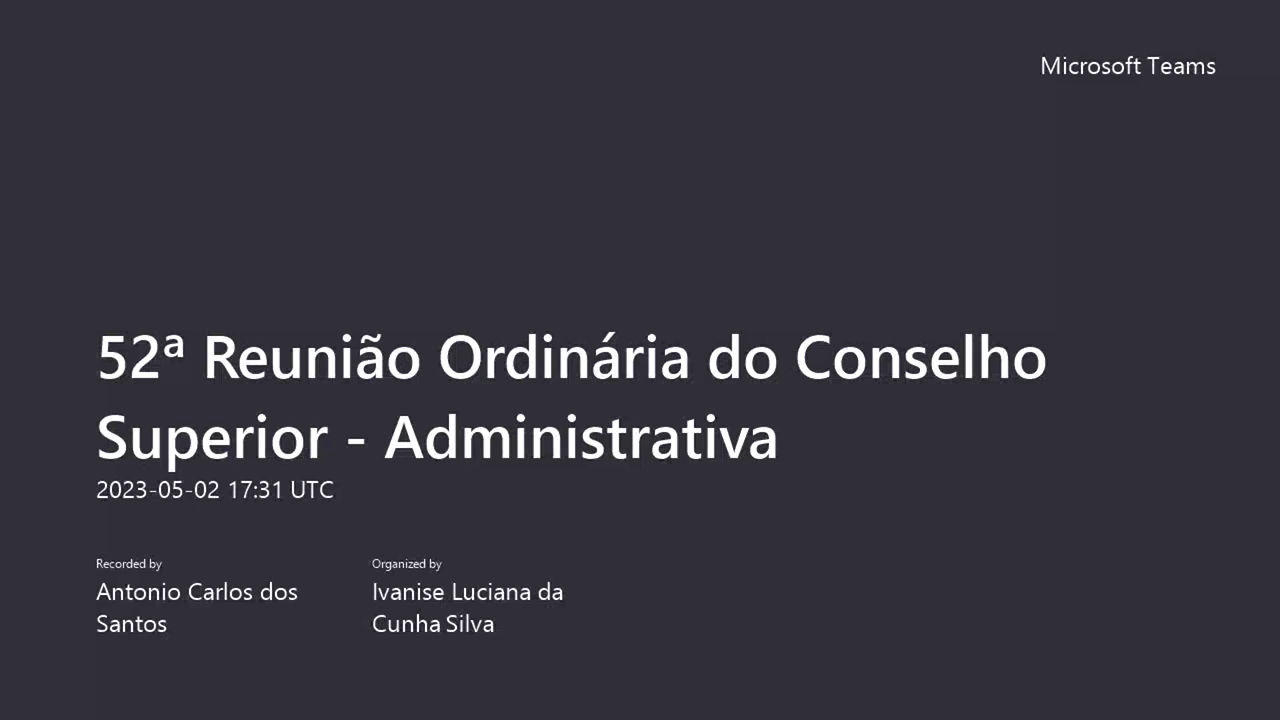 Microsoft Teams
52ª Reunião Ordinária do Conselho
Superior - Administrativa
2023-05-02 17:31 UTC
Recorded by
Antonio Carlos dos
Santos
Organized by
Ivanise Luciana da
Cunha Silva